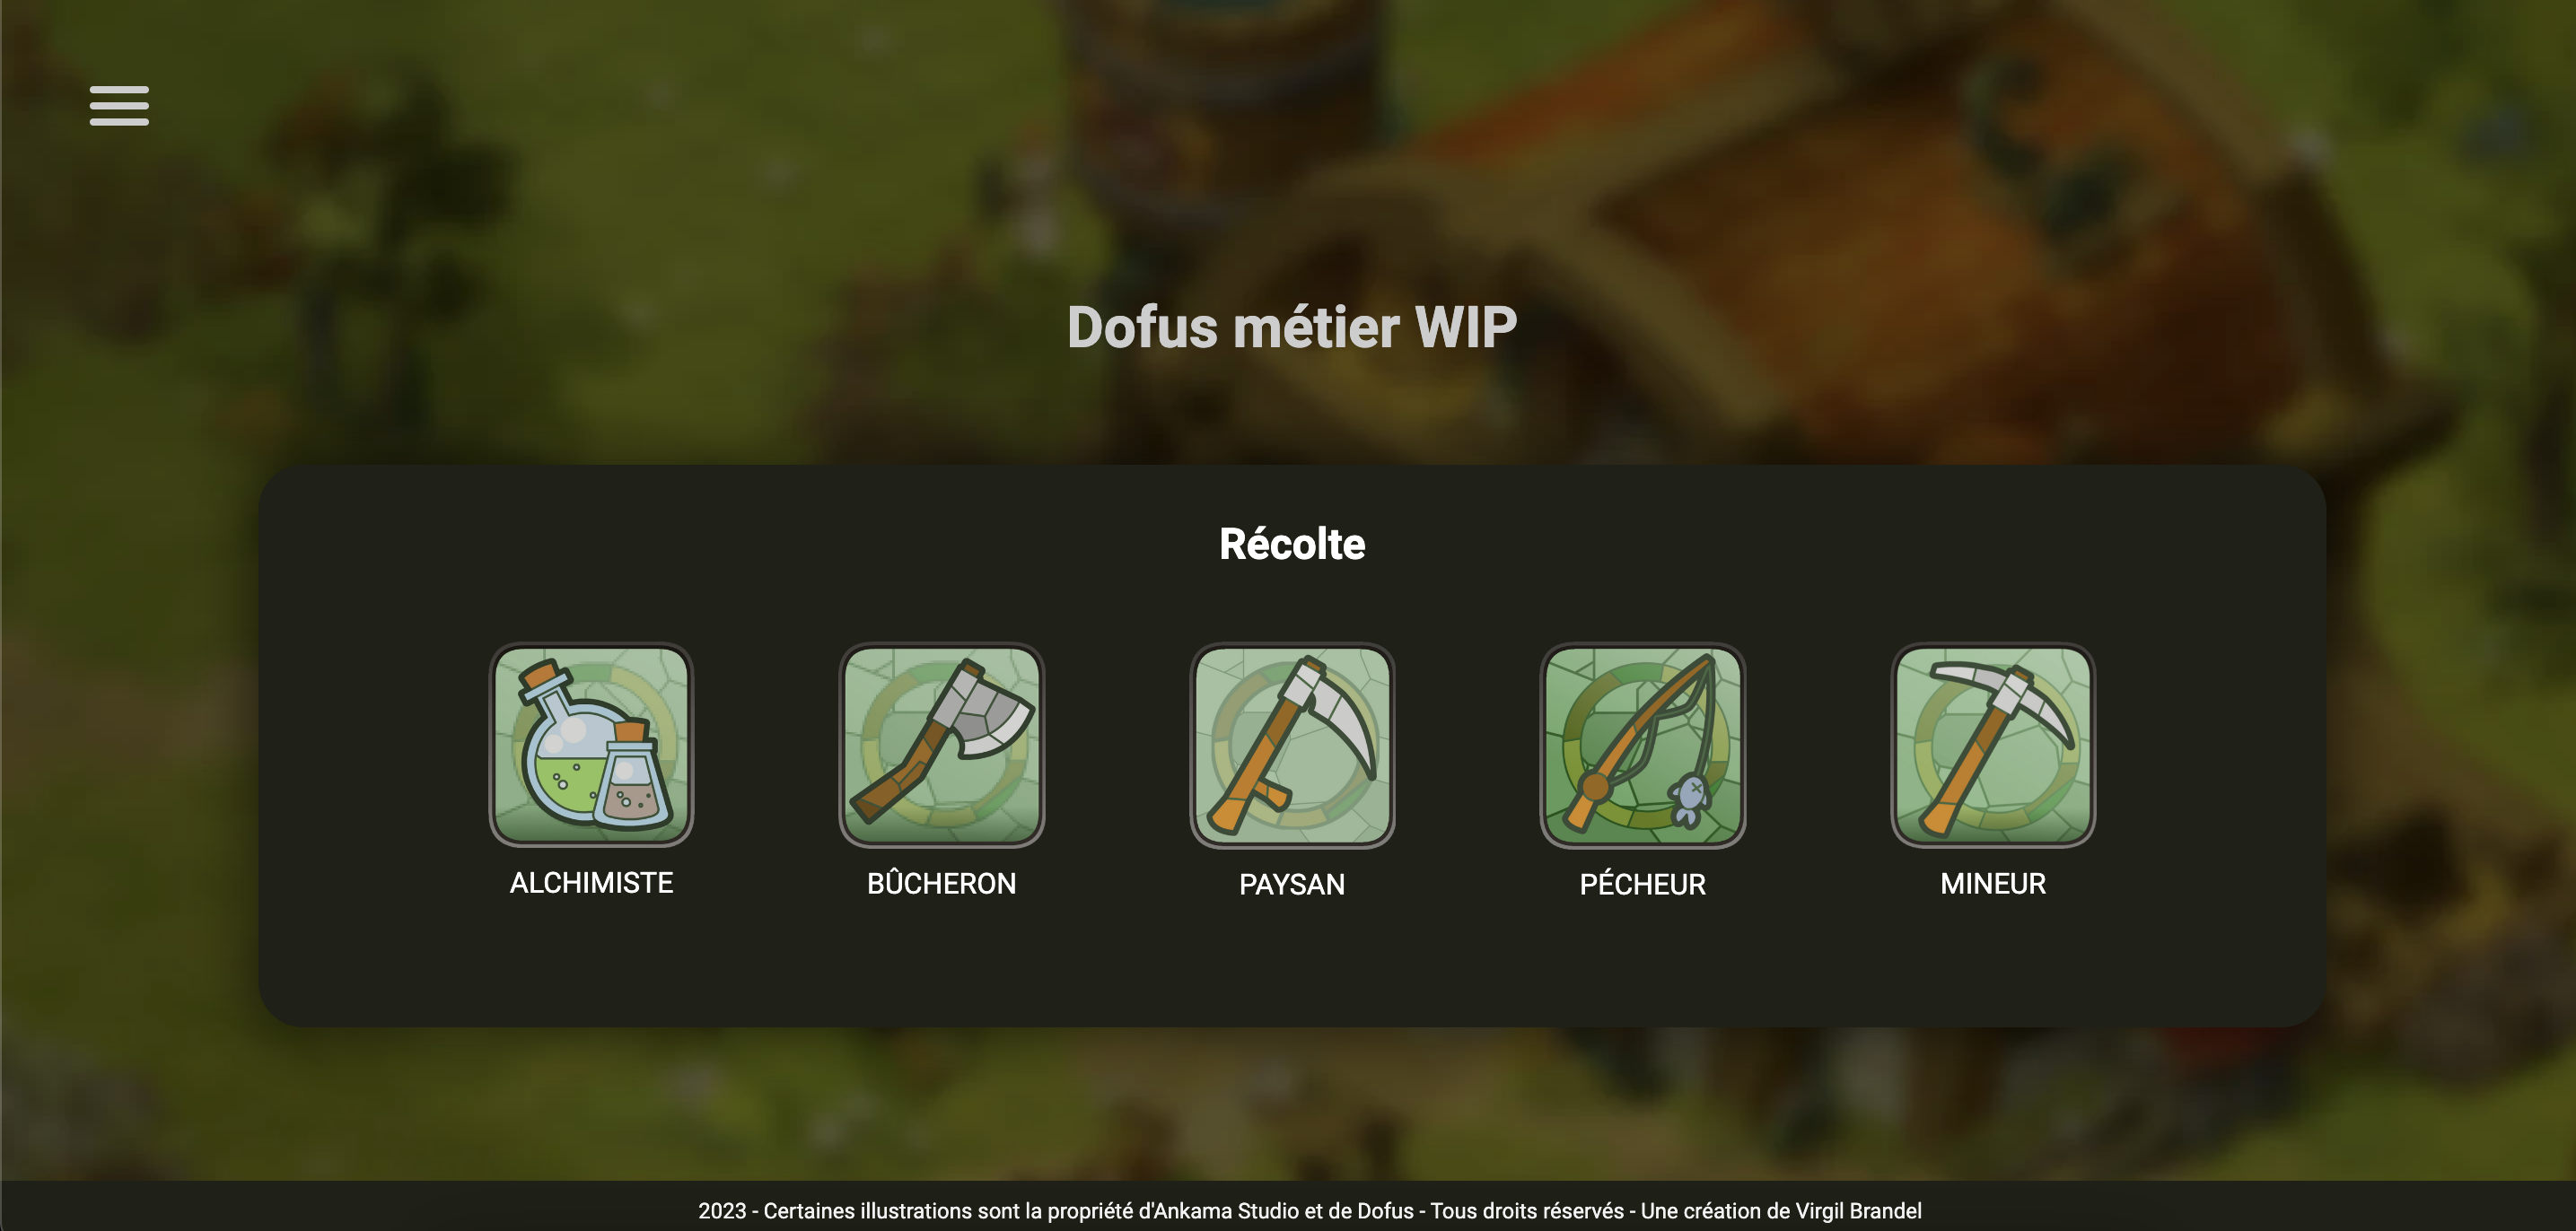 Dofus métier WIP
Récolte
ALCHIMISTE
BÛCHERON
PAYSAN
PÉCHEUR
MINEUR
2023 - Certaines illustrations sont la propriété d'Ankama Studio et de Dofus - Tous droits réservés - Une création de Virgil Brandel